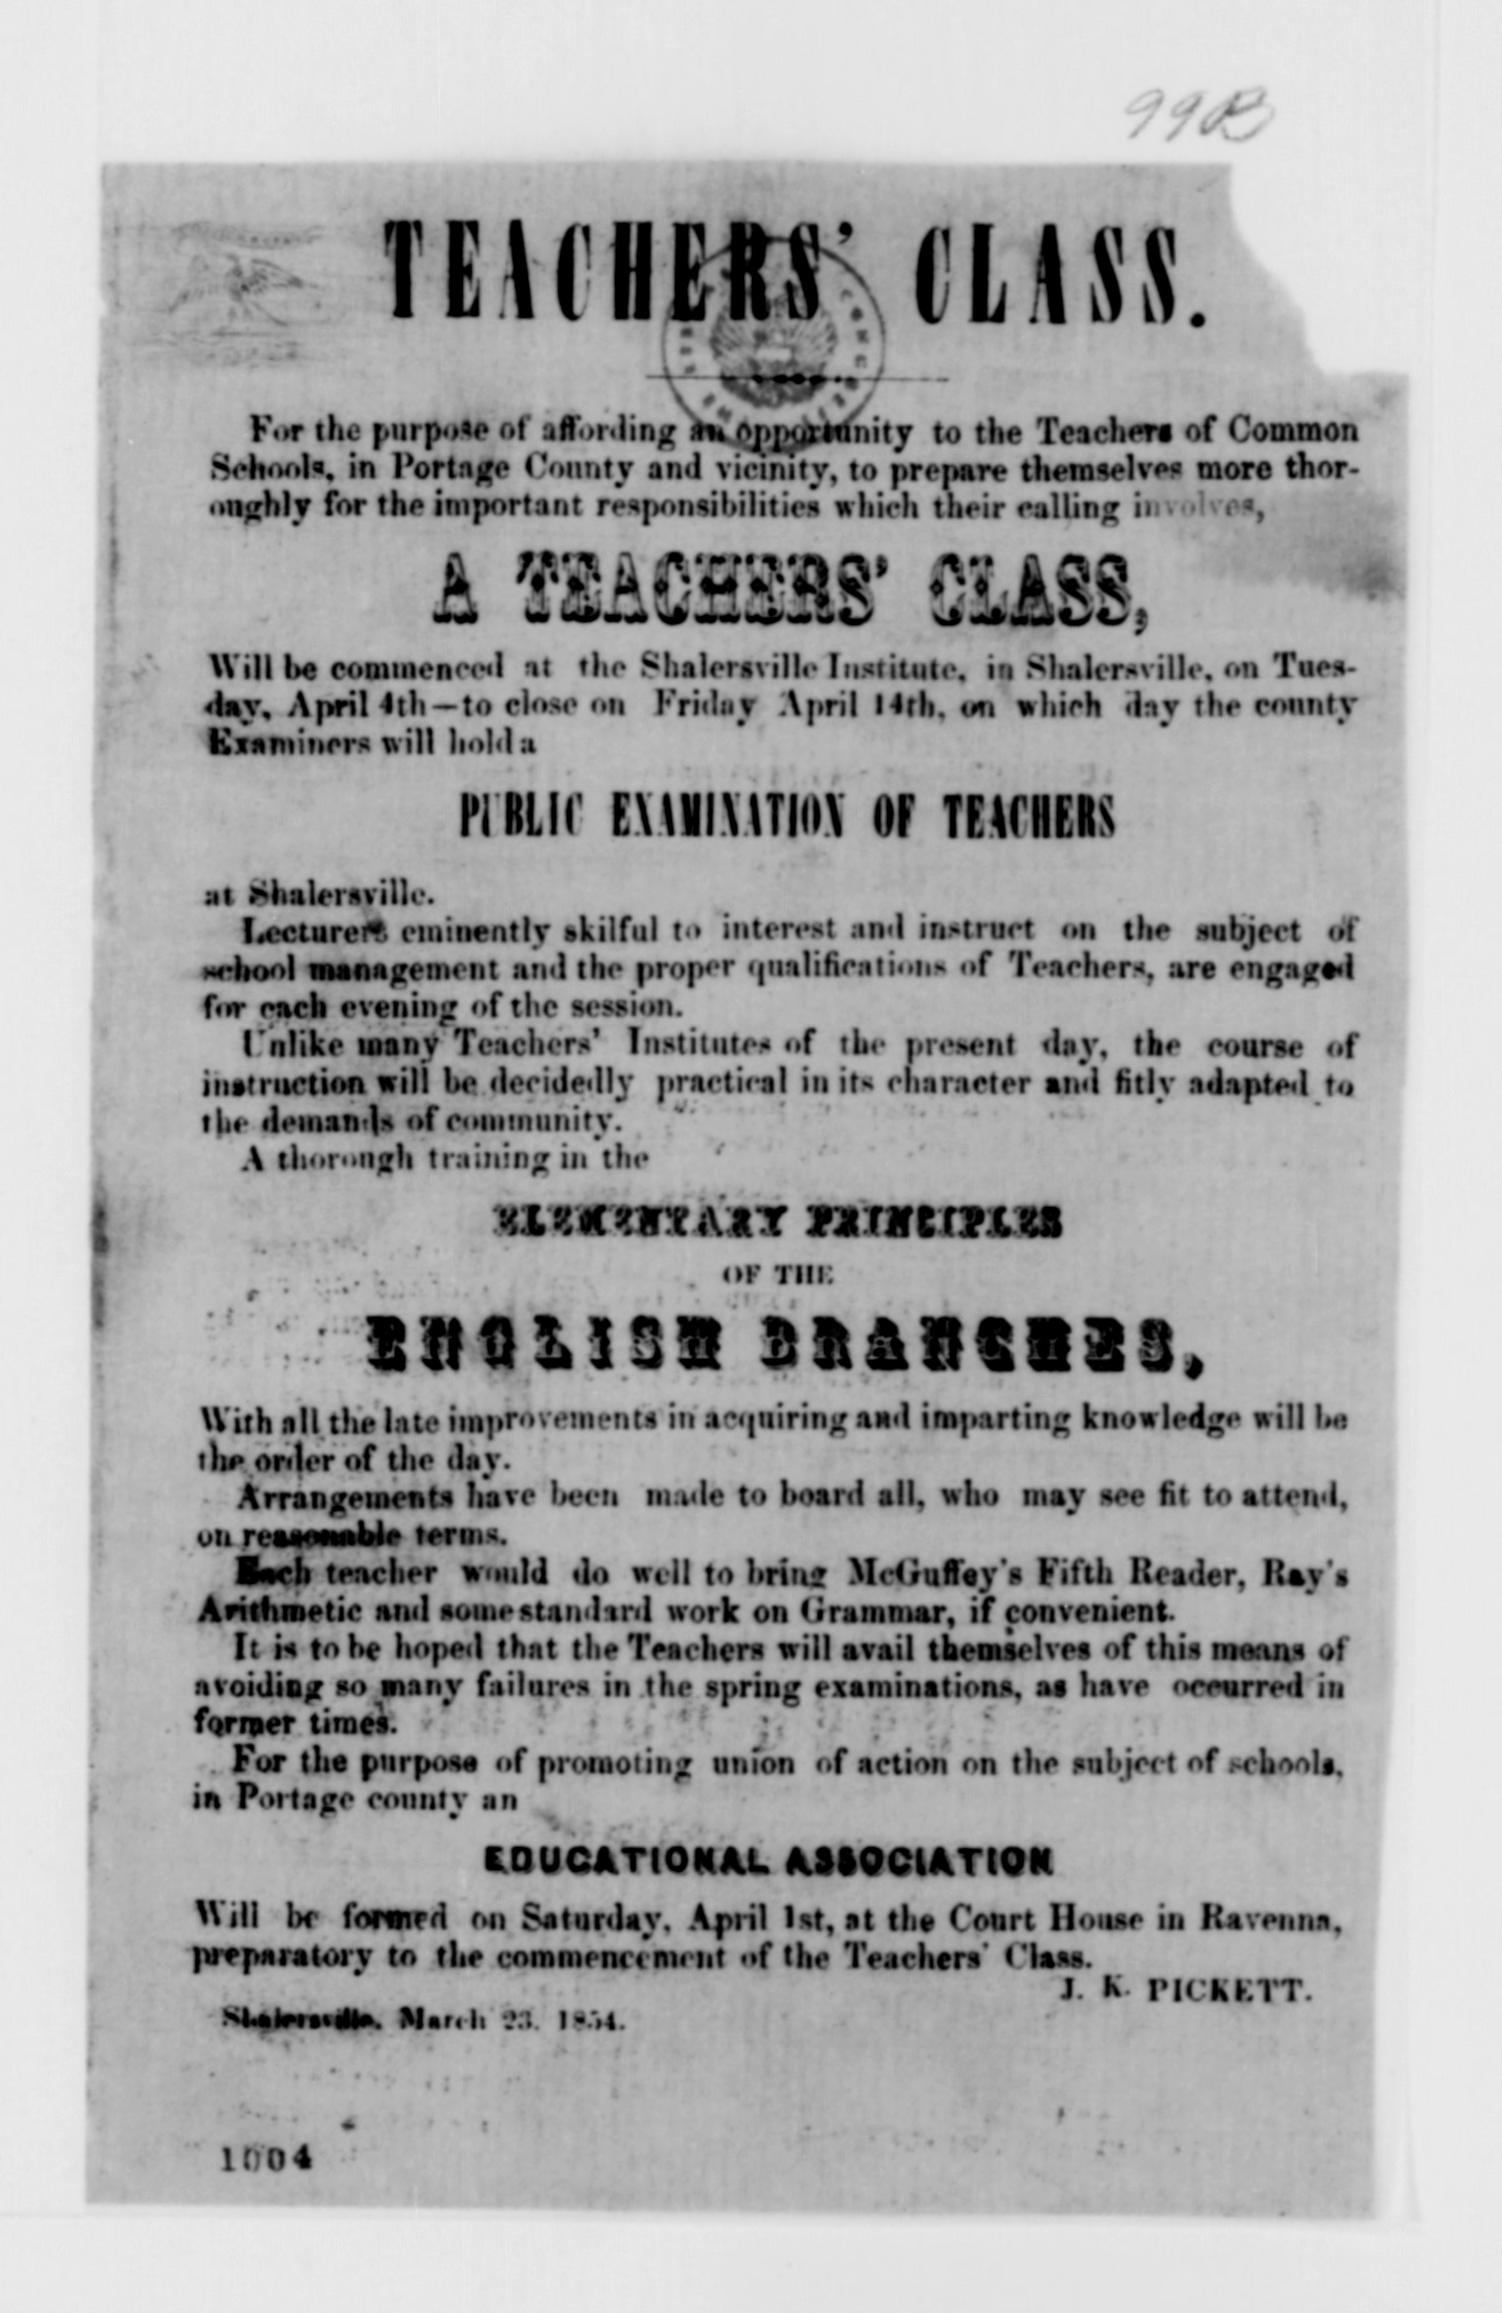 99B
TEACHERS' CLASS.
For the purpose of affording an opportunity to the Teachers of Common
Schools, in Portage County and vicinity, to prepare themselves more thor-
oughly for the important responsibilities which their calling involves,
A TEACHERS' CLASS,
Will be commenced at the Shalersville Institute, in Shalersville, on Tues-
day, April 4th—to close on Friday April 14th, on which day the county
Examiners will hold a
PUBLIC EXAMINATION OF TEACHERS
at Shalersville.
Lecturers eminently skilful to interest and instruct on the subject of
school management and the proper qualifications of Teachers, are engaged
for each evening of the session.
Unlike many Teachers' Institutes of the present day, the course of
instruction will be decidedly practical in its character and fitly adapted to
the demands of community.
A thorough training in the
ELEMENTARY PRINCIPLES
OF THE
ENGLISH BRANCHES,
With all the late improvements in acquiring and imparting knowledge will be
the order of the day.
Arrangements have been made to board all, who may see fit to attend,
on reasonable terms.
Each teacher would do well to bring McGuffey's Fifth Reader, Ray's
Arithmetic and some standard work on Grammar, if convenient.
It is to be hoped that the Teachers will avail themselves of this means of
avoiding so many failures in the spring examinations, as have occurred in
former times.
For the purpose of promoting union of action on the subject of schools,
in Portage county an
EDUCATIONAL ASSOCIATION
Will be formed on Saturday, April 1st, at the Court House in Ravenna,
preparatory to the commencement of the Teachers' Class.
J. K. PICKETT.
Shalersville, March 23, 1854.
1004